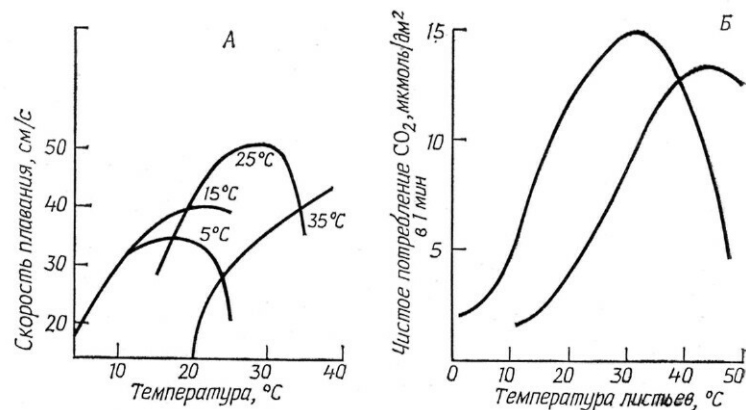 А
Скорость плавания, см/с
50
40
30
20
25°C
15°C
5°C
35°C
10
20
30
40
Температура, °C
Б
Чистое потребление CO₂, мкмоль/дм²
в 1 мин
15
10
5
0
10
20
30
40
50
Температура листьев, °C